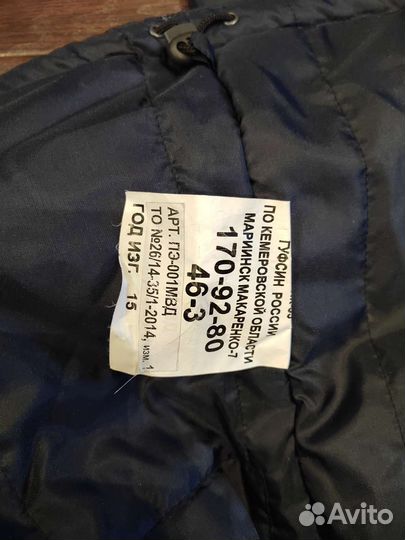 ГУФСИН РОССИИ
ПО КЕМЕРОВСКОЙ ОБЛАСТИ
МАРИИНСК МАКАРЕНКО-7
170-92-80
46-3
АРТ. ПЭ-001МВД
ТО №26/14-35/1-2014, изм. 1
ГОД ИЗГ. 15
Avito